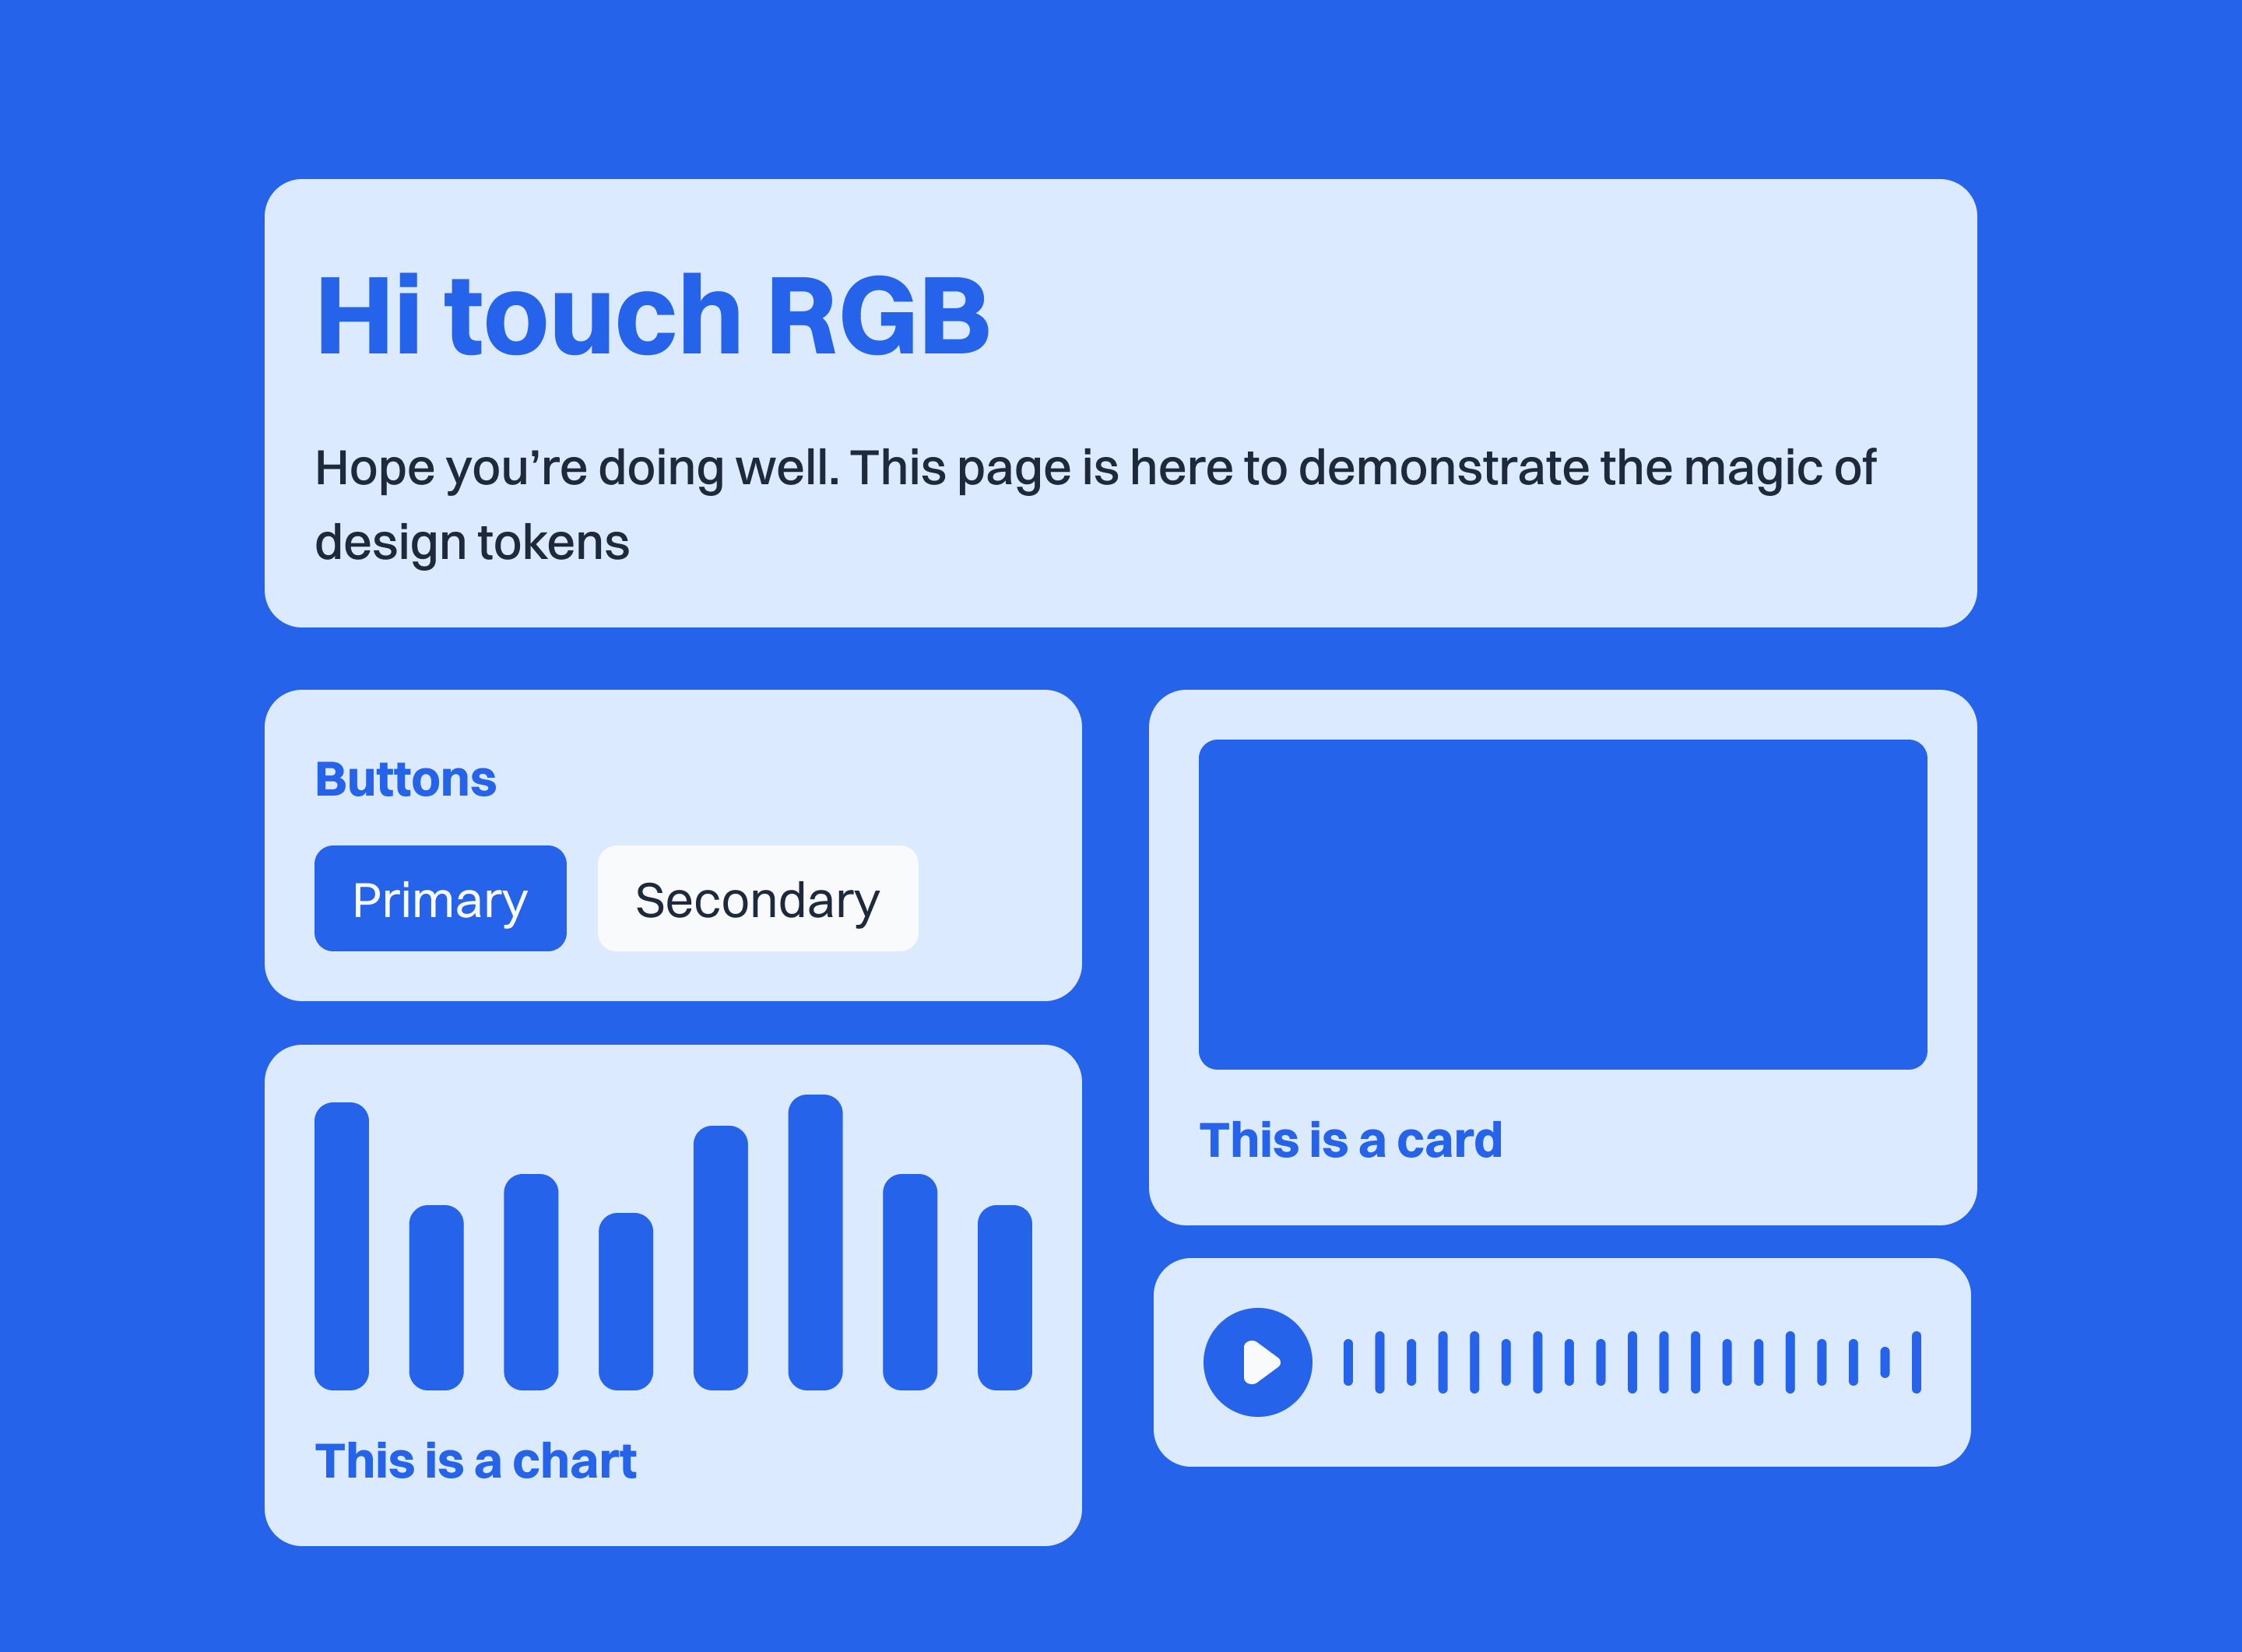 Hi touch RGB
Hope you’re doing well. This page is here to demonstrate the magic of
design tokens
Buttons
Primary
Secondary
This is a chart
This is a card